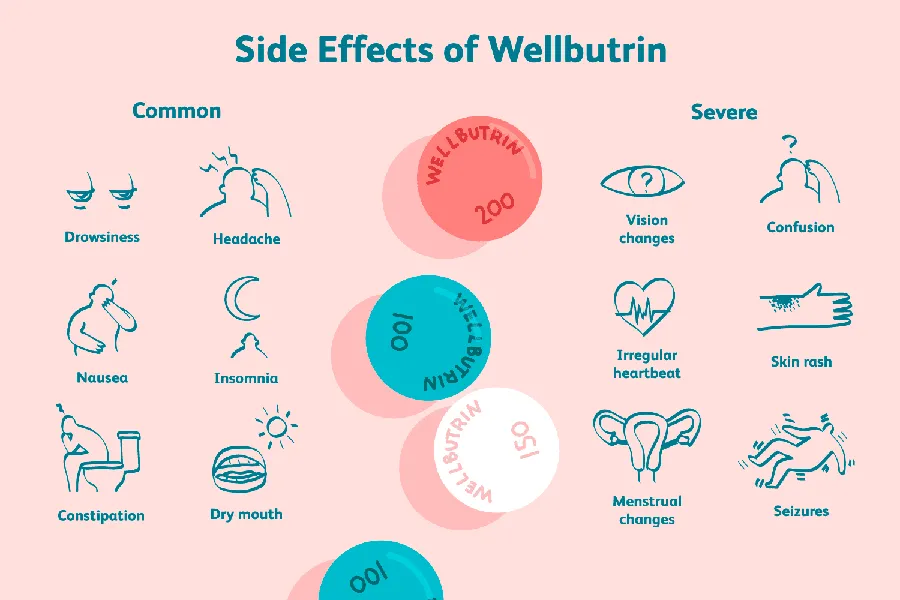 Side Effects of Wellbutrin
Common
Drowsiness
Headache
Nausea
Insomnia
Constipation
Dry mouth
WELLBUTRIN
200
WELLBUTRIN
100
WELLBUTRIN
150
100
Severe
?
Vision
changes
?
Confusion
Irregular
heartbeat
Skin rash
Menstrual
changes
Seizures